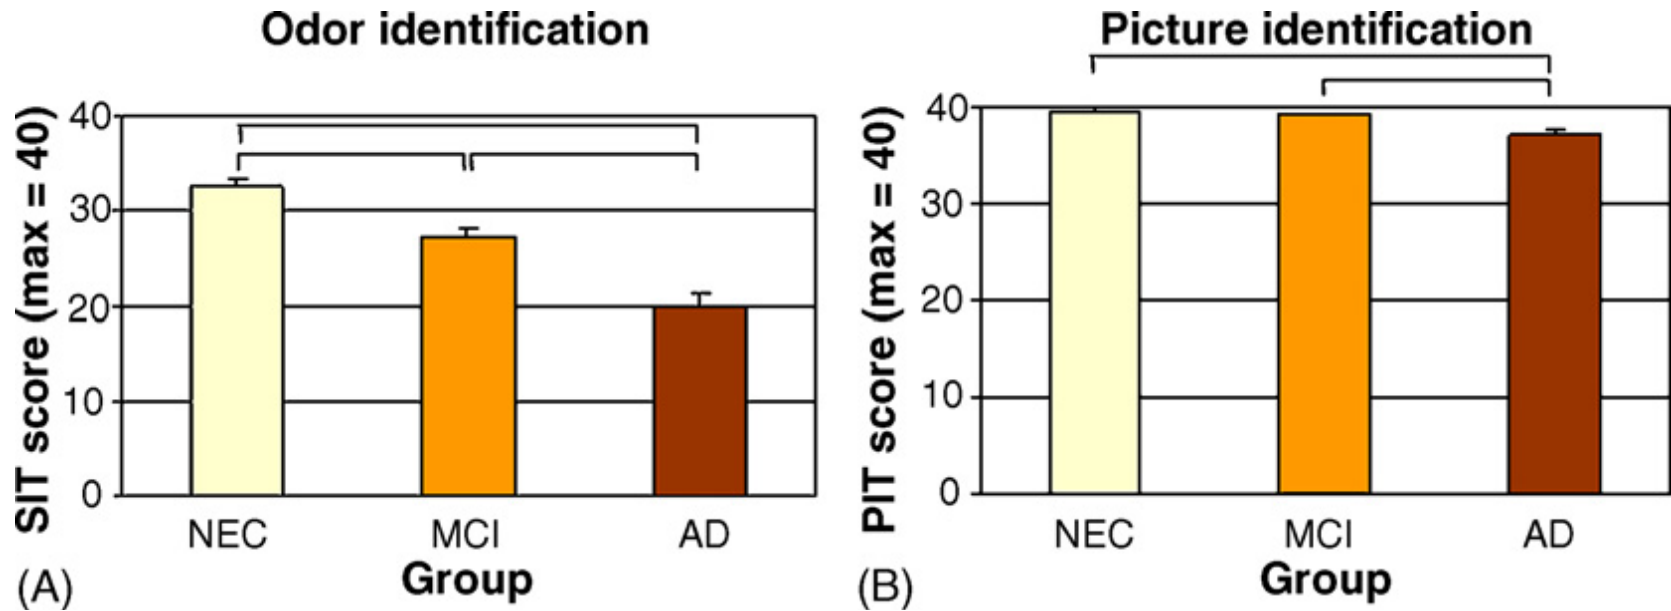 Odor identification
SIT score (max = 40)
40
30
20
10
0
NEC MCI AD
Group
(A)
Picture identification
PIT score (max = 40)
40
30
20
10
0
NEC MCI AD
Group
(B)